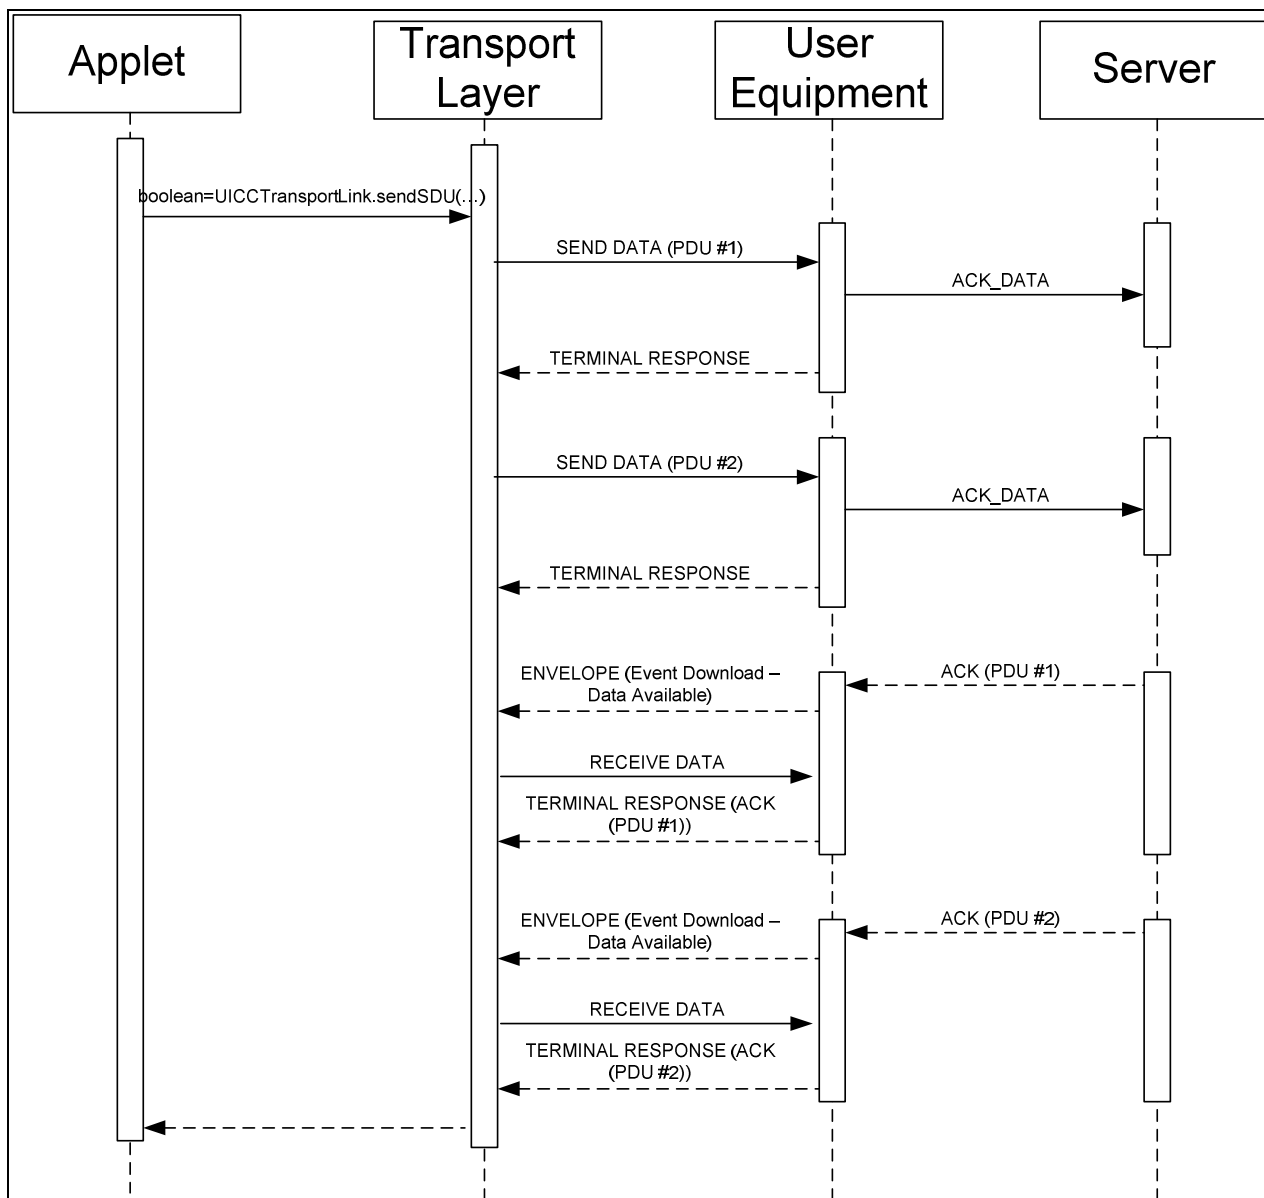 Applet
Transport
Layer
User
Equipment
Server
boolean=UICCTransportLink.sendSDU(...)
SEND DATA (PDU #1)
ACK_DATA
TERMINAL RESPONSE
SEND DATA (PDU #2)
ACK_DATA
TERMINAL RESPONSE
ACK (PDU #1)
ENVELOPE (Event Download –
Data Available)
RECEIVE DATA
TERMINAL RESPONSE (ACK
(PDU #1))
ACK (PDU #2)
ENVELOPE (Event Download –
Data Available)
RECEIVE DATA
TERMINAL RESPONSE (ACK
(PDU #2))